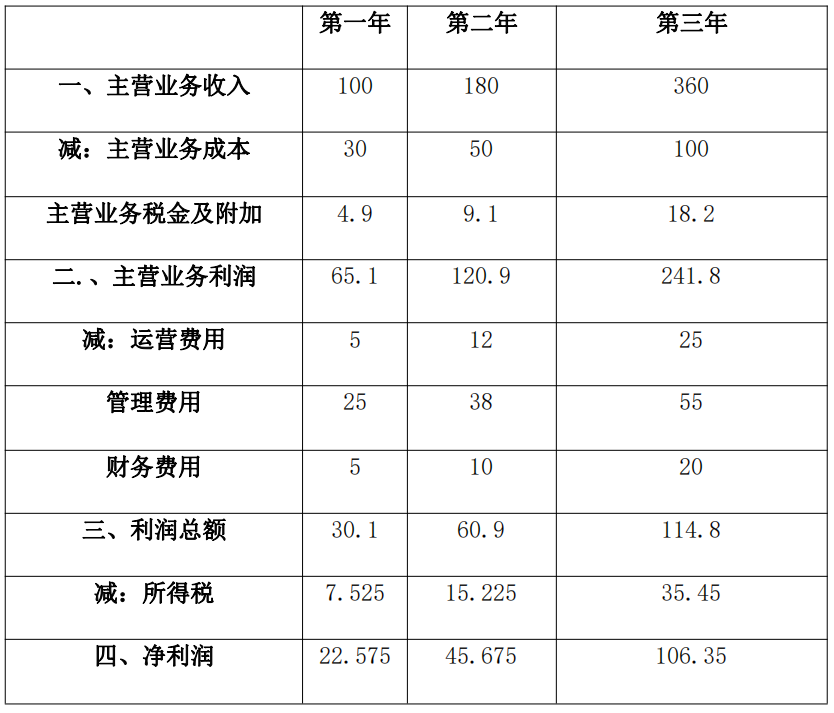 第一年 第二年 第三年
一、主营业务收入 100 180 360
减：主营业务成本 30 50 100
主营业务税金及附加 4.9 9.1 18.2
二.、主营业务利润 65.1 120.9 241.8
减：运营费用 5 12 25
管理费用 25 38 55
财务费用 5 10 20
三、利润总额 30.1 60.9 114.8
减：所得税 7.525 15.225 35.45
四、净利润 22.575 45.675 106.35